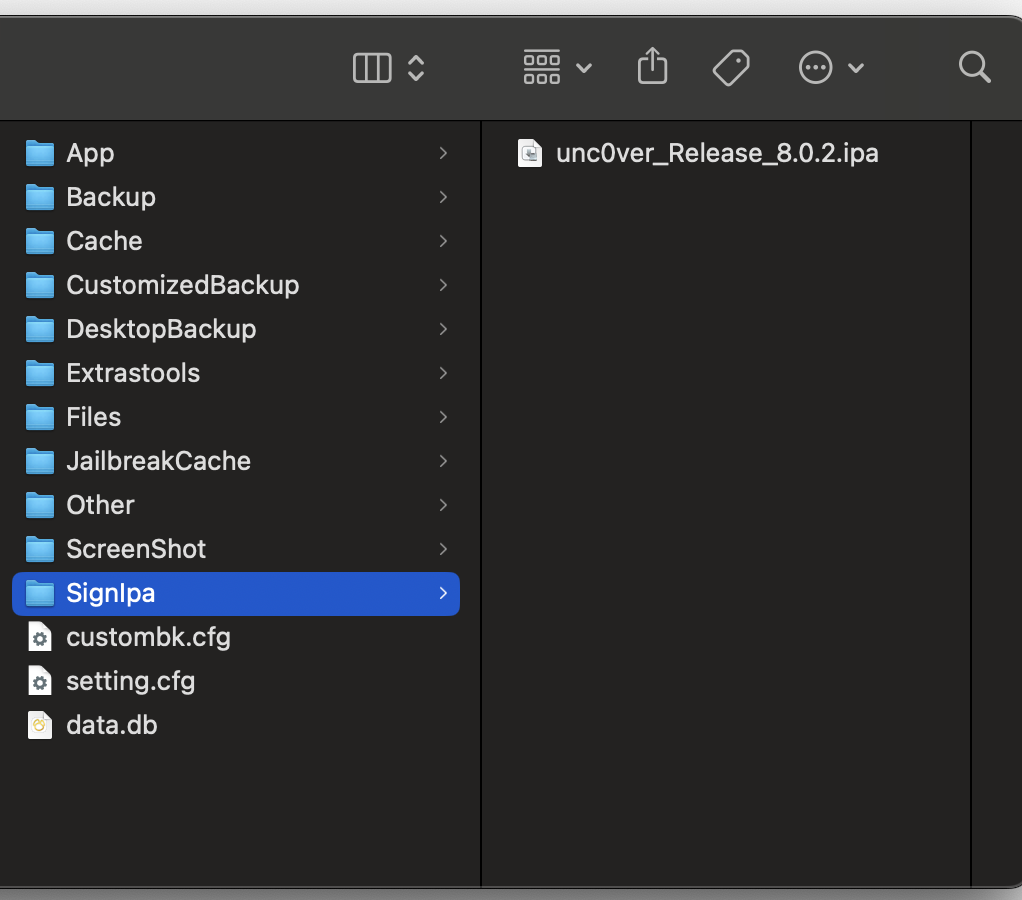 App
Backup
Cache
CustomizedBackup
DesktopBackup
Extrastools
Files
JailbreakCache
Other
ScreenShot
SignIpa
custombk.cfg
setting.cfg
data.db
unc0ver_Release_8.0.2.ipa